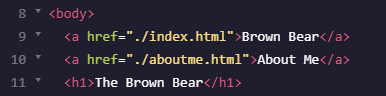 8 <body>
9 <a href="./index.html">Brown Bear</a>
10 <a href="./aboutme.html">About Me</a>
11 <h1>The Brown Bear</h1>